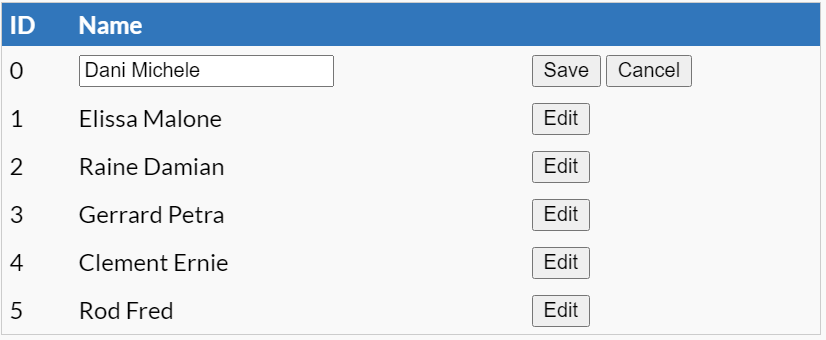 ID Name
0 Dani Michele Save Cancel
1 Elissa Malone Edit
2 Raine Damian Edit
3 Gerrard Petra Edit
4 Clement Ernie Edit
5 Rod Fred Edit